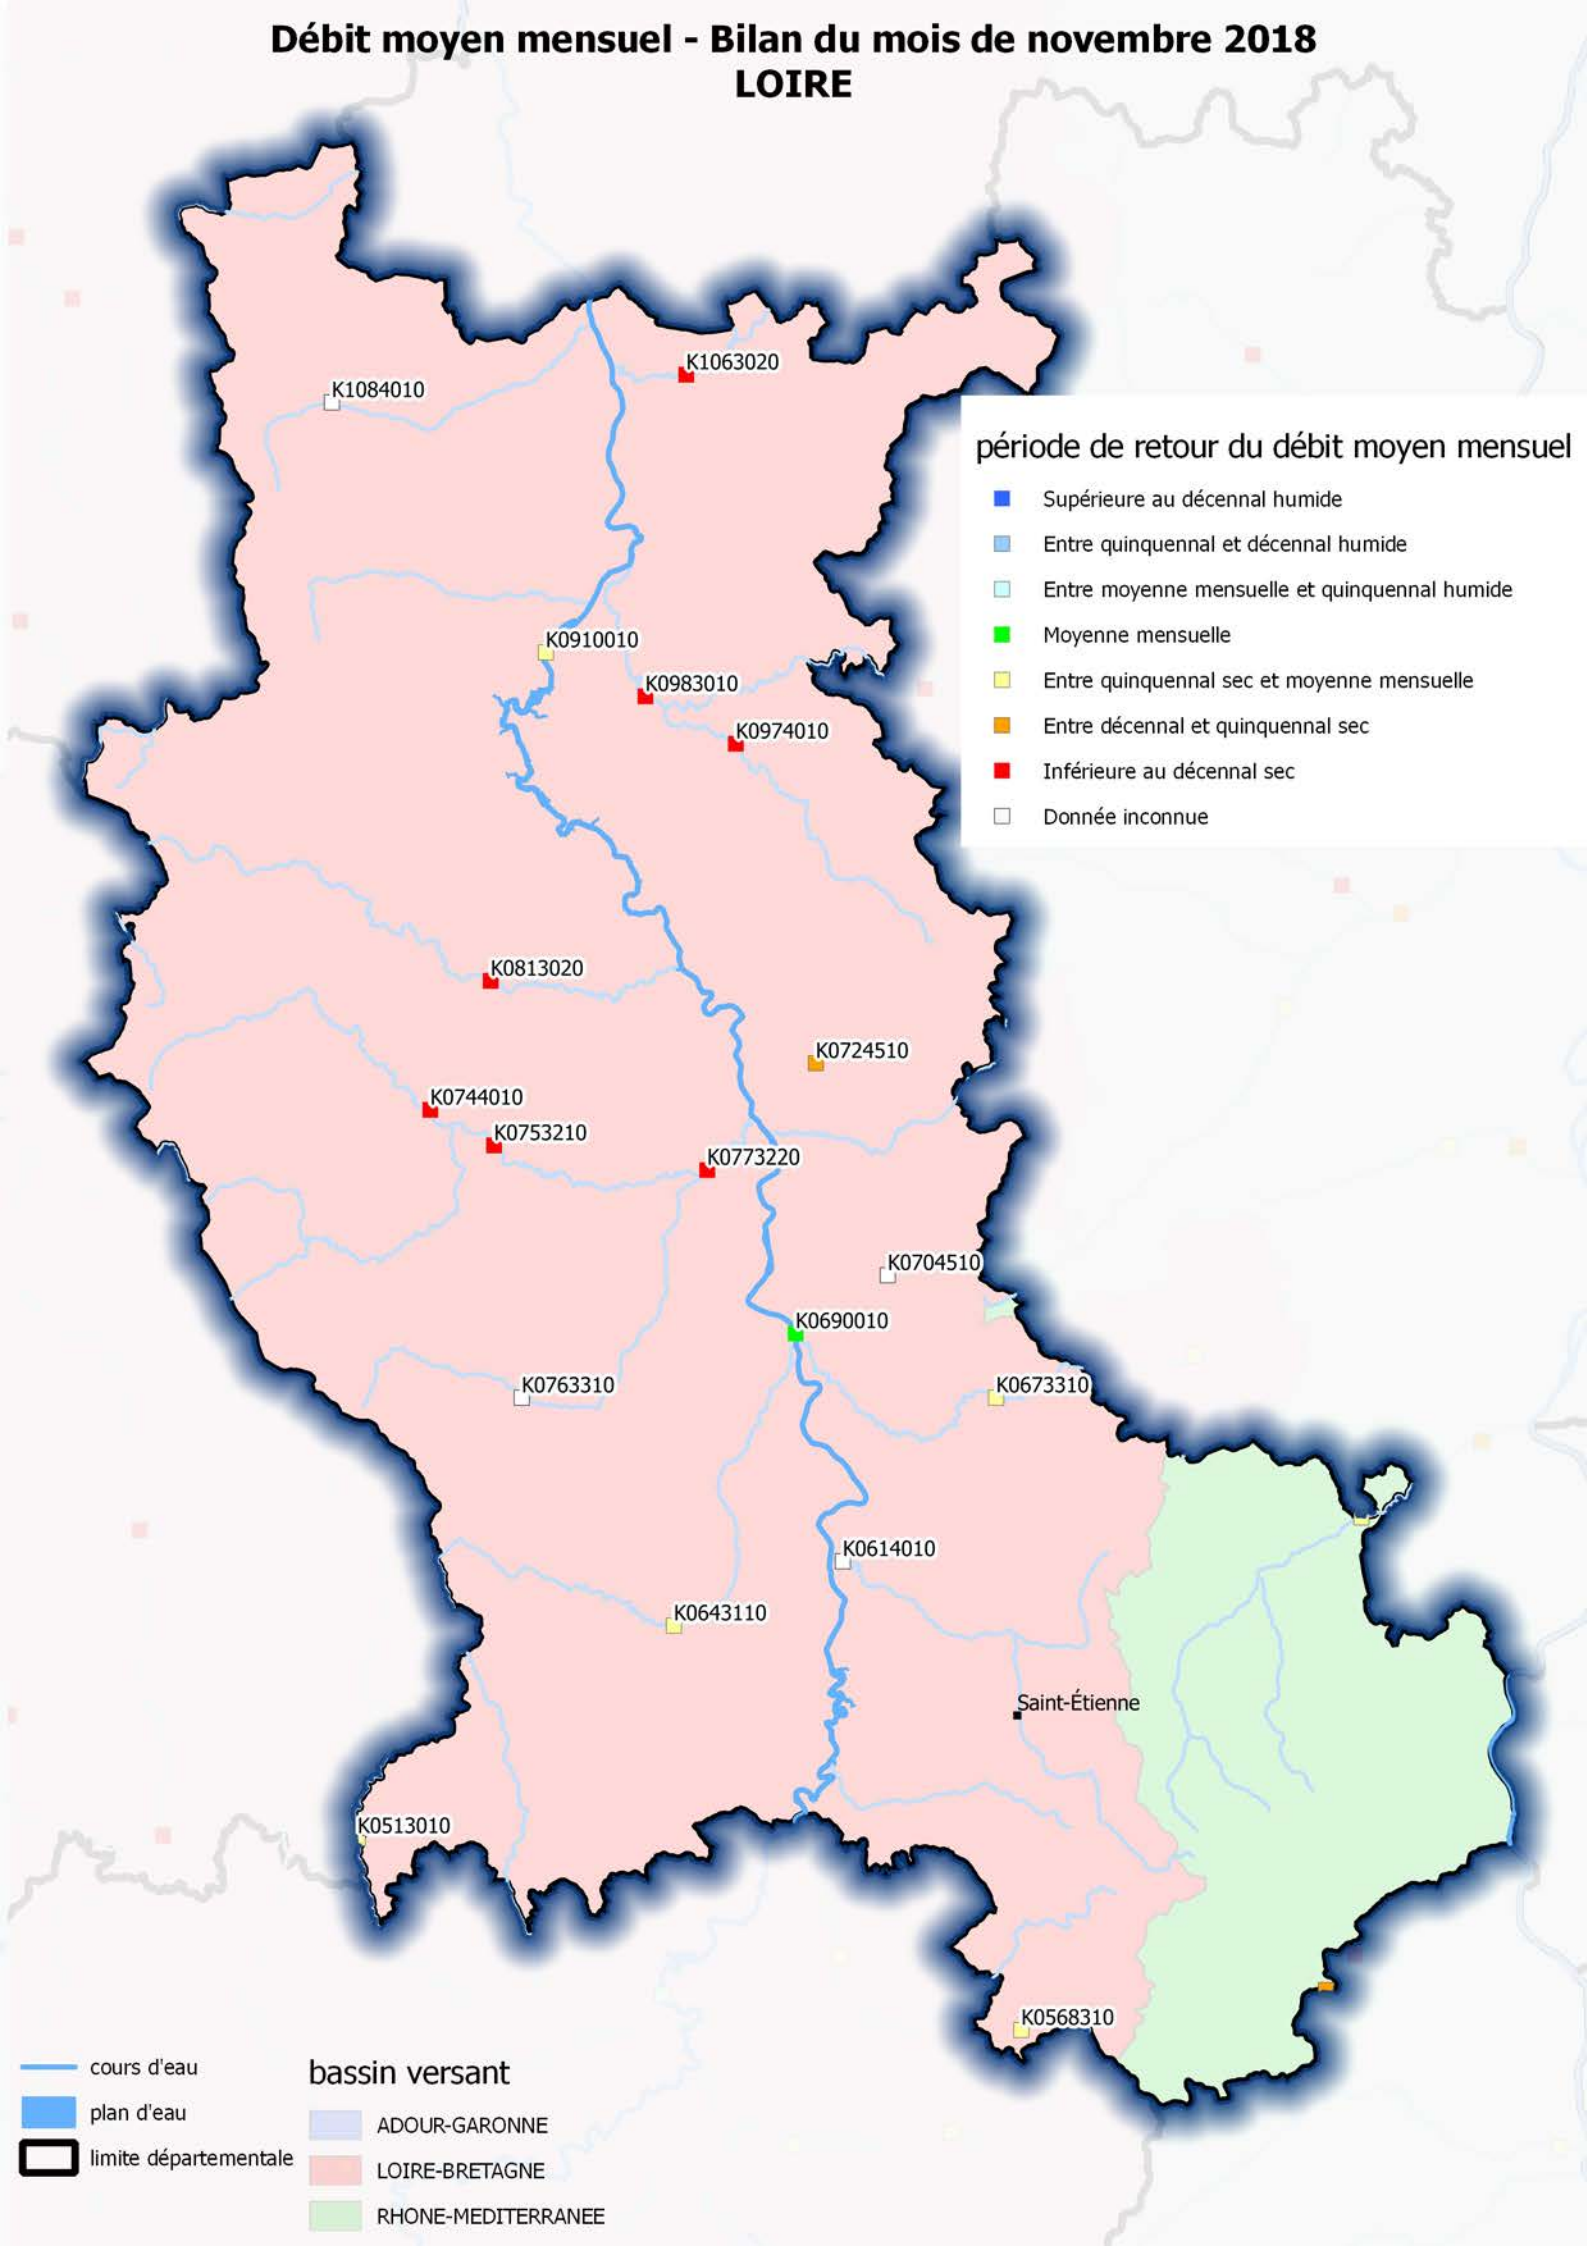 Débit moyen mensuel - Bilan du mois de novembre 2018
LOIRE
K1063020
K1084010
période de retour du débit moyen mensuel
Supérieure au décennal humide
Entre quinquennal et décennal humide
Entre moyenne mensuelle et quinquennal humide
Moyenne mensuelle
Entre quinquennal sec et moyenne mensuelle
Entre décennal et quinquennal sec
Inférieure au décennal sec
Donnée inconnue
K0910010
K0983010
K0974010
K0813020
K0724510
K0744010
K0753210
K0773220
K0704510
K0690010
K0763310
K0673310
K0614010
K0643110
Saint-Étienne
K0513010
K0568310
cours d'eau
plan d'eau
limite départementale
bassin versant
ADOUR-GARONNE
LOIRE-BRETAGNE
RHONE-MEDITERRANEE